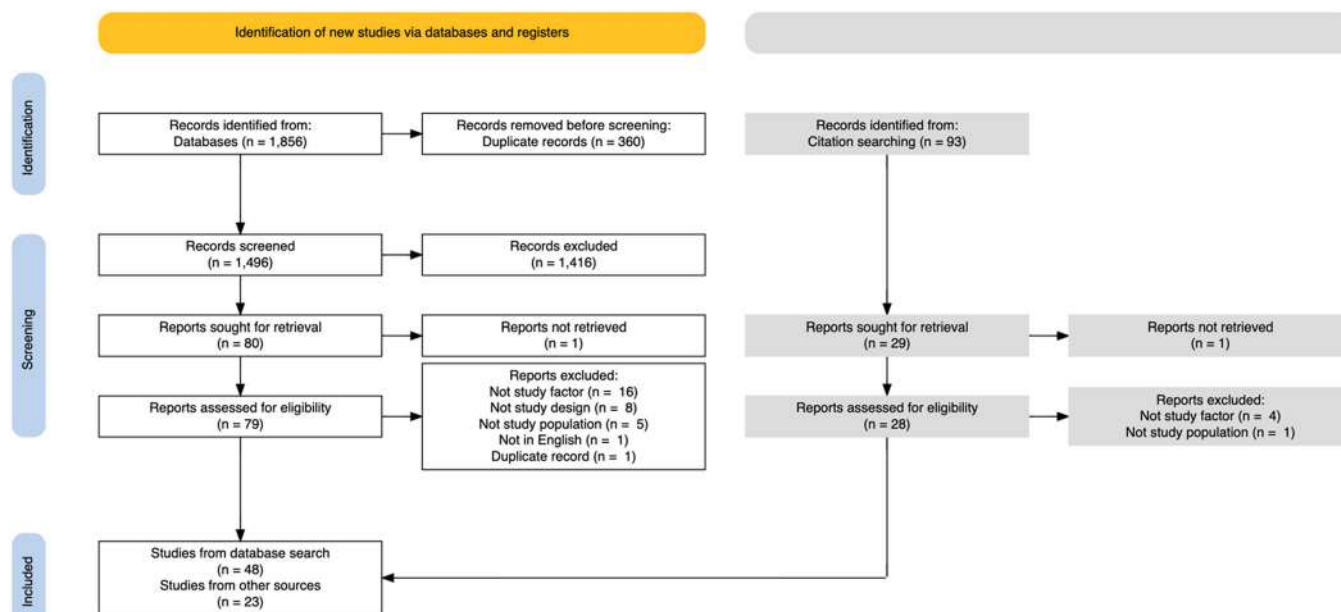 Identification of new studies via databases and registers
Identification
Records identified from:
Databases (n = 1,856)
Records removed before screening:
Duplicate records (n = 360)
Records identified from:
Citation searching (n = 93)
Screening
Records screened
(n = 1,496)
Records excluded
(n = 1,416)
Reports sought for retrieval
(n = 80)
Reports not retrieved
(n = 1)
Reports sought for retrieval
(n = 29)
Reports not retrieved
(n = 1)
Reports assessed for eligibility
(n = 79)
Reports excluded:
Not study factor (n = 16)
Not study design (n = 8)
Not study population (n = 5)
Not in English (n = 1)
Duplicate record (n = 1)
Reports assessed for eligibility
(n = 28)
Reports excluded:
Not study factor (n = 4)
Not study population (n = 1)
Included
Studies from database search
(n = 48)
Studies from other sources
(n = 23)